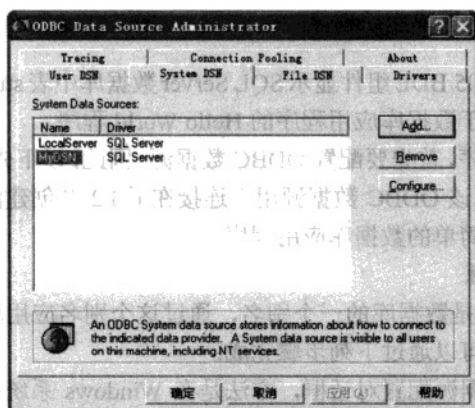 ODBC Data Source Administrator
Tracing Connection Pooling About
User DSN System DSN File DSN Drivers
System Data Sources:
Name Driver
LocalServer SQL Server
MyDSN SQL Server
Add...
Remove
Configure...
An ODBC System data source stores information about how to connect to
the indicated data provider. A System data source is visible to all users
on this machine, including NT services.
确定 取消 应用(A) 帮助